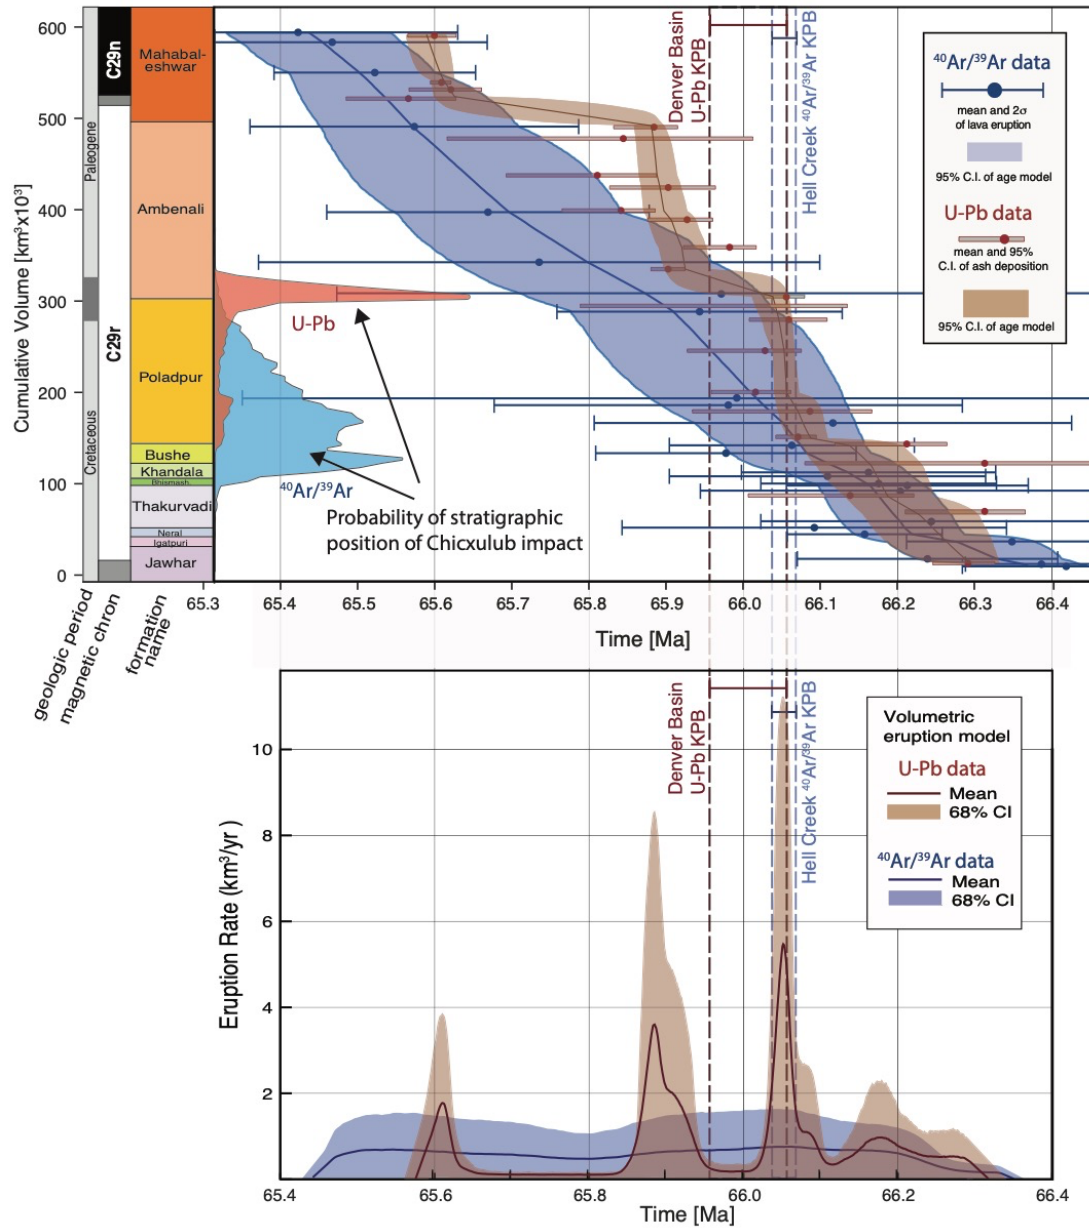 600
500
400
300
200
100
0
Cumulative Volume [km³x10³]
Paleogene
Cretaceous
C29n
C29r
Mahabal-
eshwar
Ambenali
Poladpur
Bushe
Khandala
Bhismash.
Thakurvadi
Neral
Igatpuri
Jawhar
geologic period
magnetic chron
formation
name
U-Pb
⁴⁰Ar/³⁹Ar
Probability of stratigraphic
position of Chicxulub impact
Denver Basin
U-Pb KPB
Hell Creek ⁴⁰Ar/³⁹Ar KPB
⁴⁰Ar/³⁹Ar data
mean and 2σ
of lava eruption
95% C.I. of age model
U-Pb data
mean and 95%
C.I. of ash deposition
95% C.I. of age model
65.3 65.4 65.5 65.6 65.7 65.8 65.9 66.0 66.1 66.2 66.3 66.4
Time [Ma]
Denver Basin
U-Pb KPB
Hell Creek ⁴⁰Ar/³⁹Ar KPB
Volumetric
eruption model
U-Pb data
Mean
68% CI
⁴⁰Ar/³⁹Ar data
Mean
68% CI
10
8
6
4
2
Eruption Rate (km³/yr)
65.4 65.6 65.8 66.0 66.2 66.4
Time [Ma]